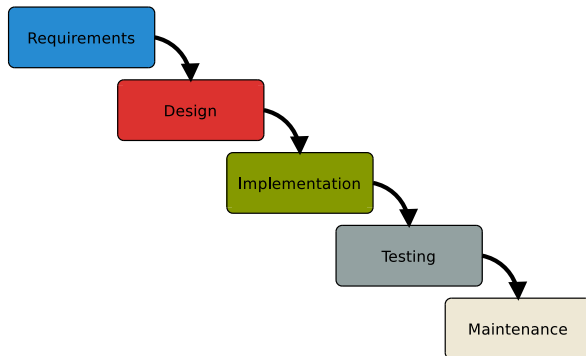 Requirements
Design
Implementation
Testing
Maintenance